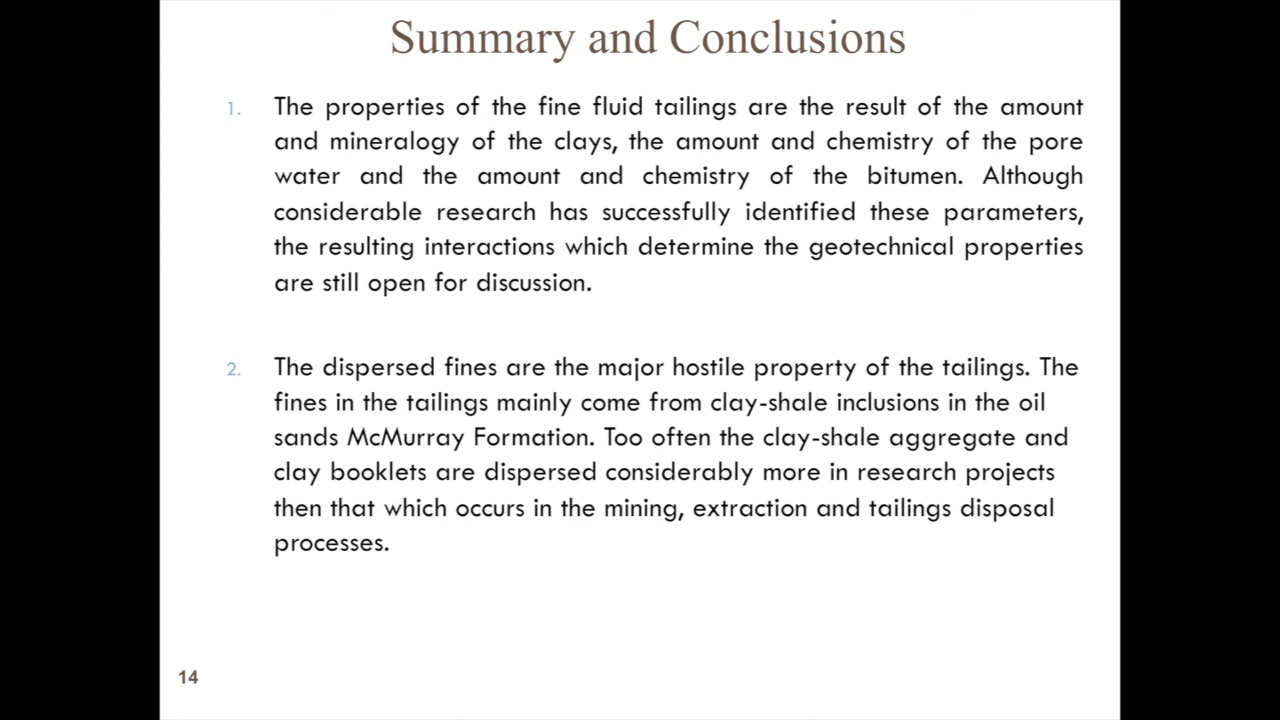 Summary and Conclusions
1. The properties of the fine fluid tailings are the result of the amount
and mineralogy of the clays, the amount and chemistry of the pore
water and the amount and chemistry of the bitumen. Although
considerable research has successfully identified these parameters,
the resulting interactions which determine the geotechnical properties
are still open for discussion.
2. The dispersed fines are the major hostile property of the tailings. The
fines in the tailings mainly come from clay-shale inclusions in the oil
sands McMurray Formation. Too often the clay-shale aggregate and
clay booklets are dispersed considerably more in research projects
then that which occurs in the mining, extraction and tailings disposal
processes.
14